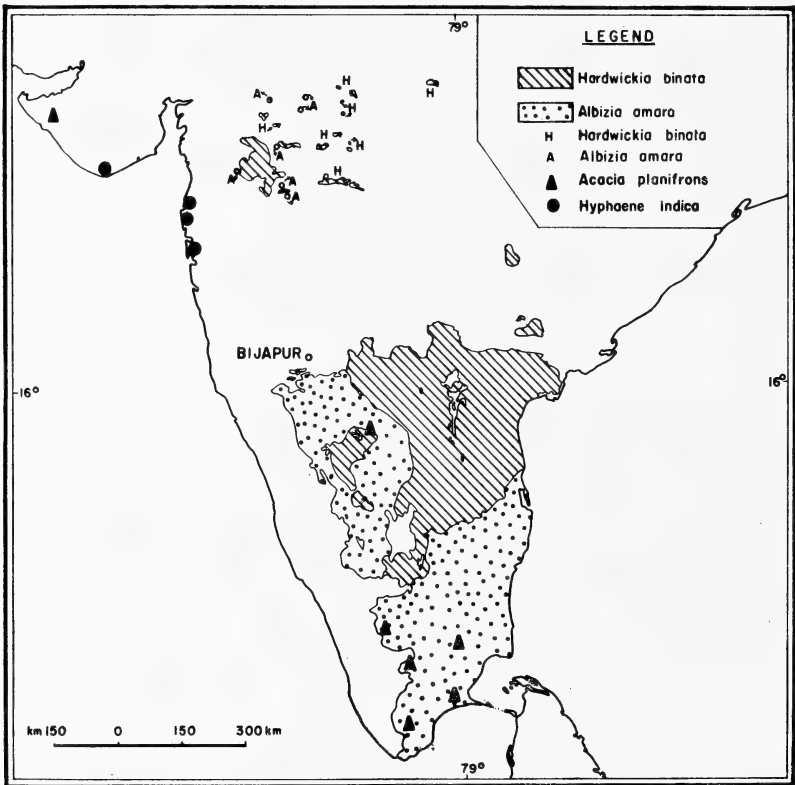 79°
LEGEND
Hardwickia binata
Albizia amara
H Hardwickia binata
A Albizia amara
Acacia planifrons
Hyphaene indica
H
A
H
A
H
H
H
H
A
H
A
A
A
BIJAPUR
16°
16°
km 150 0 150 300 km
79°